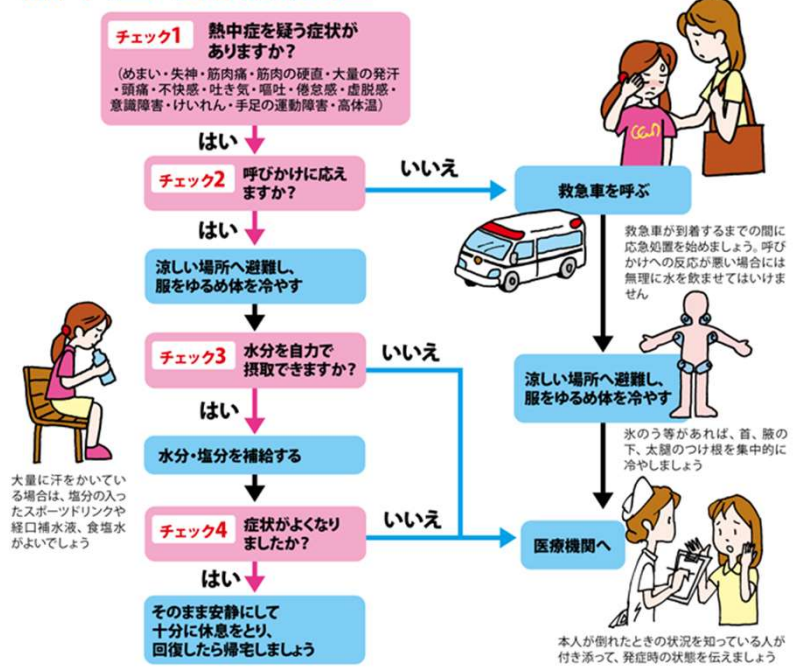 チェック1 熱中症を疑う症状が
ありますか?
(めまい・失神・筋肉痛・筋肉の硬直・大量の発汗
・頭痛・不快感・吐き気・嘔吐・倦怠感・虚脱感・
意識障害・けいれん・手足の運動障害・高体温)
はい
チェック2 呼びかけに応え
ますか?
いいえ
救急車を呼ぶ
救急車が到着するまでの間に
応急処置を始めましょう。呼び
かけへの反応が悪い場合には
無理に水を飲ませてはいけま
せん
はい
涼しい場所へ避難し、
服をゆるめ体を冷やす
チェック3 水分を自力で
摂取できますか?
いいえ
涼しい場所へ避難し、
服をゆるめ体を冷やす
氷のう等があれば、首、腋の
下、太腿のつけ根を集中的に
冷やしましょう
はい
水分・塩分を補給する
大量に汗をかいてい
る場合は、塩分の入っ
たスポーツドリンクや
経口補水液、食塩水
がよいでしょう
チェック4 症状がよくなり
ましたか?
いいえ
医療機関へ
はい
そのまま安静にして
十分に休息をとり、
回復したら帰宅しましょう
本人が倒れたときの状況を知っている人が
付き添って、発症時の状態を伝えましょう